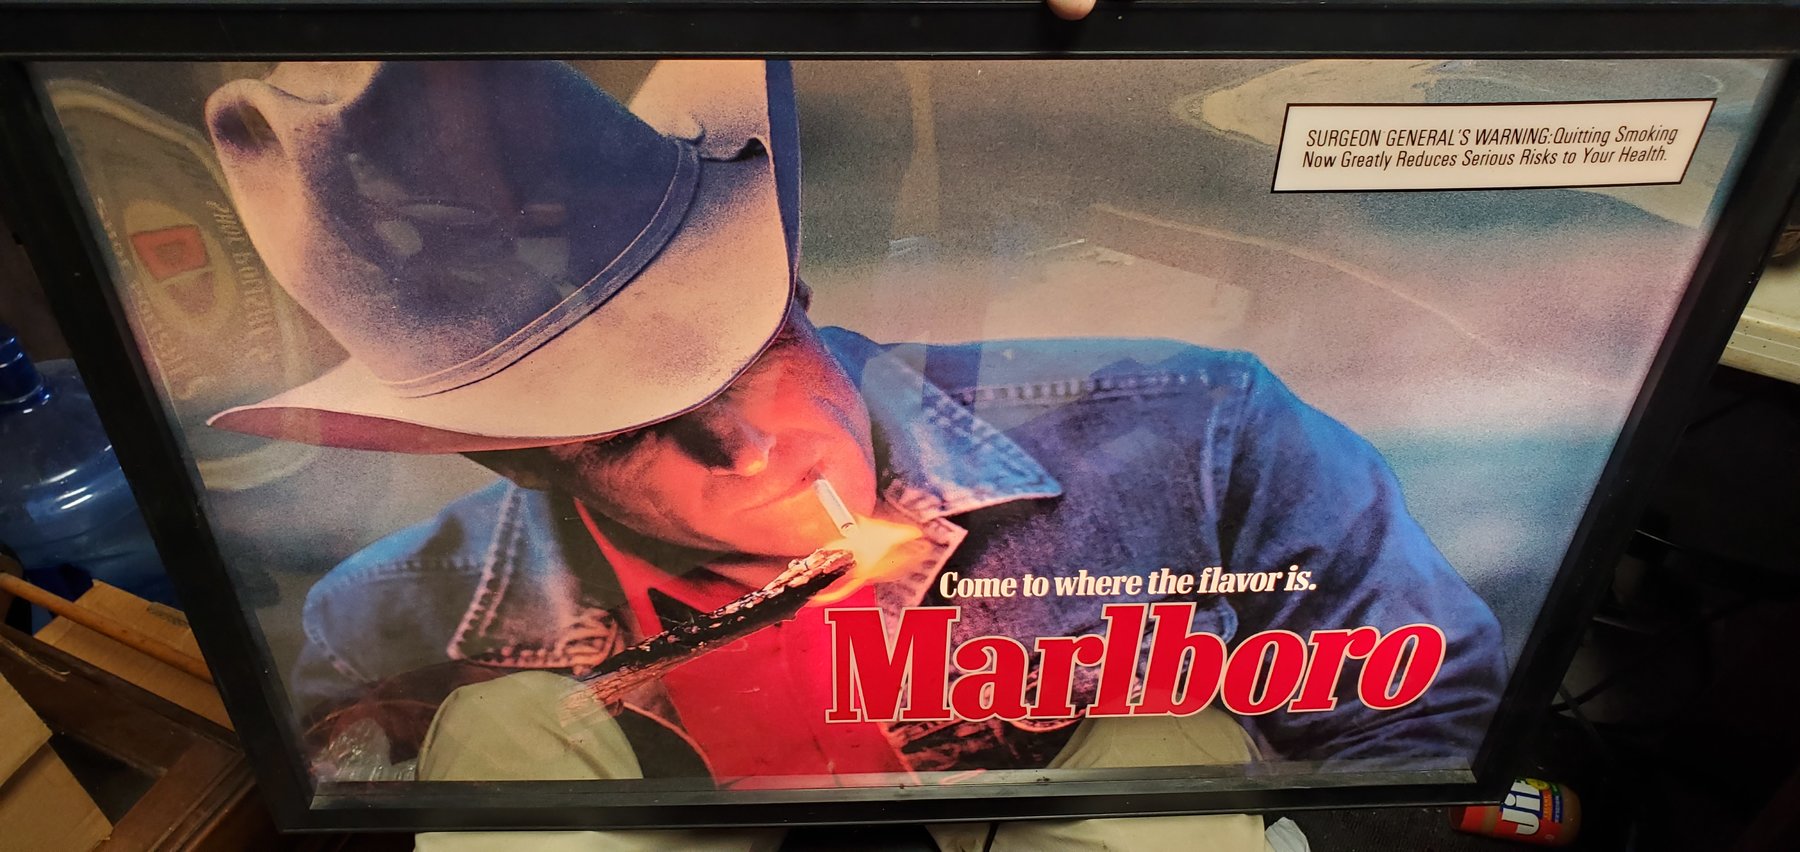 SURGEON GENERAL'S WARNING: Quitting Smoking
Now Greatly Reduces Serious Risks to Your Health.
Come to where the flavor is.
Marlboro
Jif